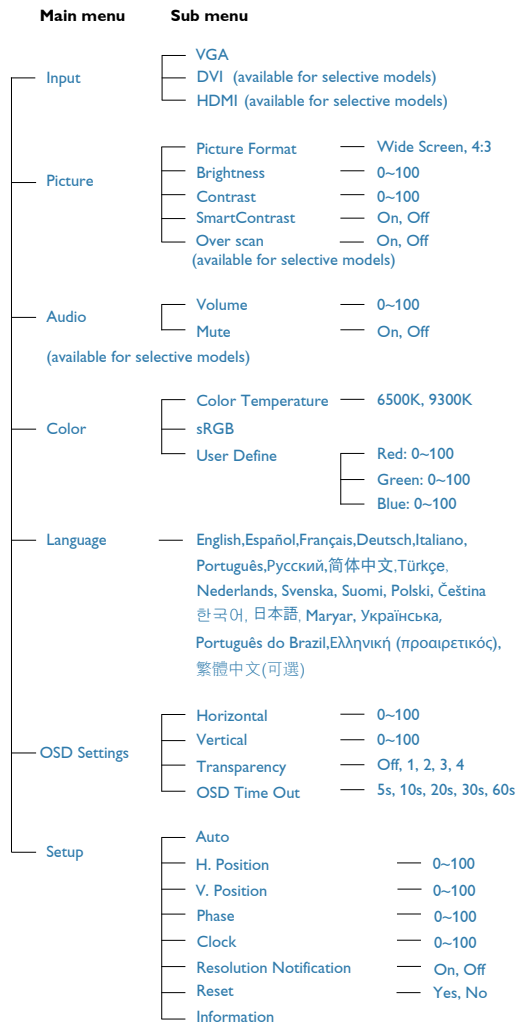 Main menu Sub menu
VGA
Input DVI (available for selective models)
HDMI (available for selective models)
Picture Format Wide Screen, 4:3
Brightness 0~100
Picture
Contrast 0~100
SmartContrast On, Off
Over scan On, Off
(available for selective models)
Volume 0~100
Audio
Mute On, Off
(available for selective models)
Color Temperature 6500K, 9300K
Color sRGB
User Define Red: 0~100
Green: 0~100
Blue: 0~100
Language English,Español,Français,Deutsch,Italiano,
Português,Русский,简体中文,Türkçe,
Nederlands, Svenska, Suomi, Polski, Čeština
한국어, 日本語, Maryar, Українська,
Português do Brazil,Ελληνική (προαιρετικός),
繁體中文(可選)
Horizontal 0~100
Vertical 0~100
OSD Settings
Transparency Off, 1, 2, 3, 4
OSD Time Out 5s, 10s, 20s, 30s, 60s
Auto
Setup
H. Position 0~100
V. Position 0~100
Phase 0~100
Clock 0~100
Resolution Notification On, Off
Reset Yes, No
Information